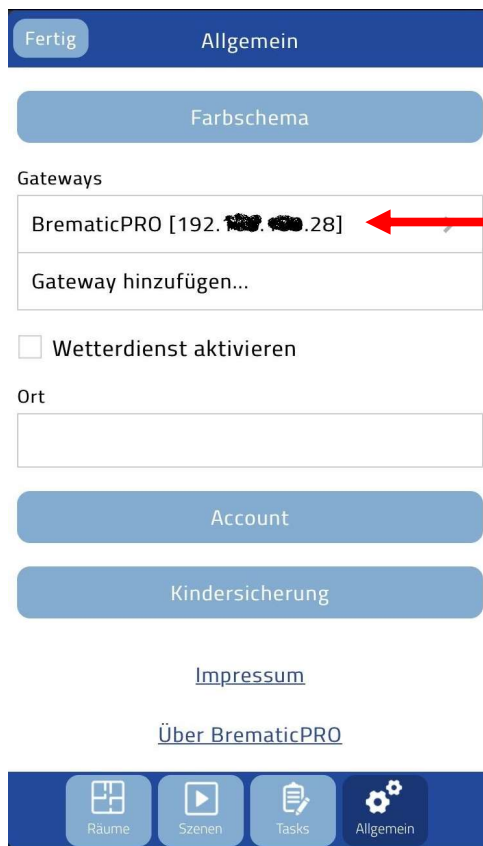 Fertig
Allgemein
Farbschema
Gateways
BrematicPRO [192. . .28]
Gateway hinzufügen...
Wetterdienst aktivieren
Ort
Account
Kindersicherung
Impressum
Über BrematicPRO
Räume Szenen Tasks Allgemein